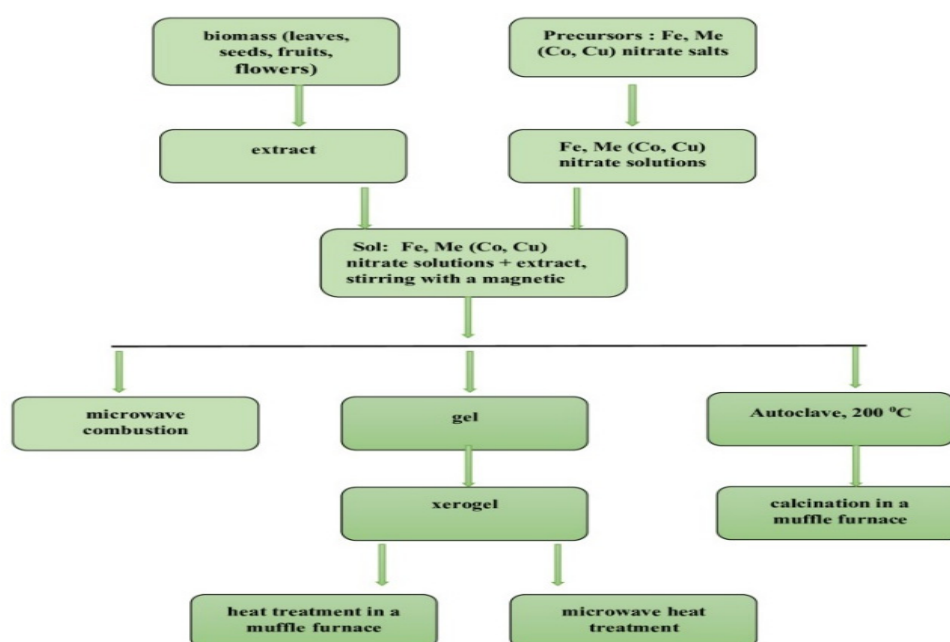 biomass (leaves,
seeds, fruits,
flowers)
Precursors : Fe, Me
(Co, Cu) nitrate salts
extract
Fe, Me (Co, Cu)
nitrate solutions
Sol: Fe, Me (Co, Cu)
nitrate solutions + extract,
stirring with a magnetic
microwave
combustion
gel
Autoclave, 200 ⁰C
xerogel
calcination in a
muffle furnace
heat treatment in a
muffle furnace
microwave heat
treatment